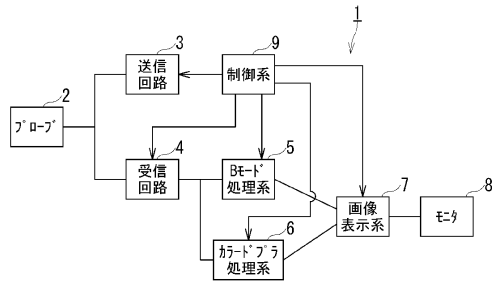 1
3
送信
回路
9
制御系
2
ﾌﾟﾛｰﾌﾞ
4
受信
回路
5
Bﾓｰﾄﾞ
処理系
7
画像
表示系
8
ﾓﾆﾀ
6
ｶﾗｰﾄﾞﾌﾟﾗ
処理系